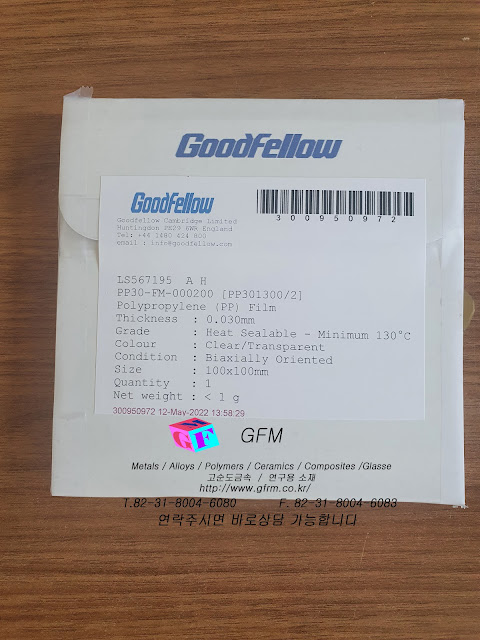 GoodFellow
GoodFellow
300950972
Goodfellow Cambridge Limited
Huntingdon PE29 6WR England
Tel: +44 1480 424 800
email : info@goodfellow.com
LS567195 A H
PP30-FM-000200 [PP301300/2]
Polypropylene (PP) Film
Thickness : 0.030mm
Grade : Heat Sealable - Minimum 130°C
Colour : Clear/Transparent
Condition : Biaxially Oriented
Size : 100x100mm
Quantity : 1
Net weight : < 1 g
300950972 12-May-2022 13:58:29
GF GFM
Metals / Alloys / Polymers / Ceramics / Composites /Glasse
고순도금속 / 연구용 소재
http://www.gfrm.co.kr/
T.82-31-8004-6080 F. 82-31-8004-6083
연락주시면 바로상담 가능합니다